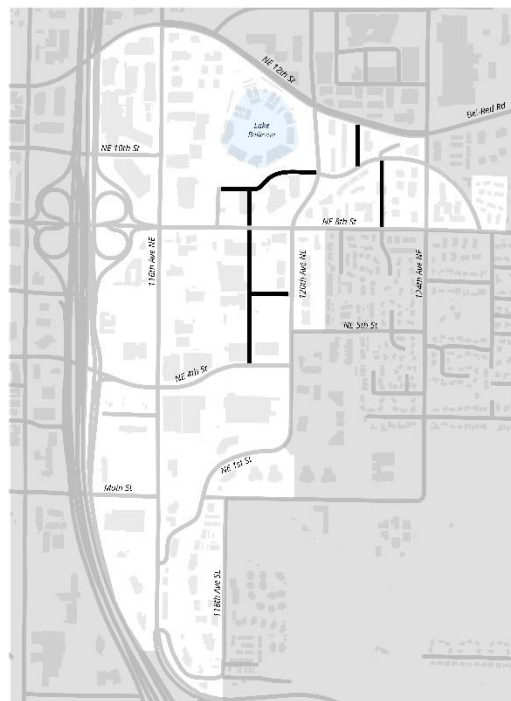 NE 12th St
Bel-Red Rd
Lake
Bellevue
NE 10th St
NE 8th St
116th Ave NE
120th Ave NE
124th Ave NE
NE 5th St
NE 4th St
NE 1st St
Main St
118th Ave SE